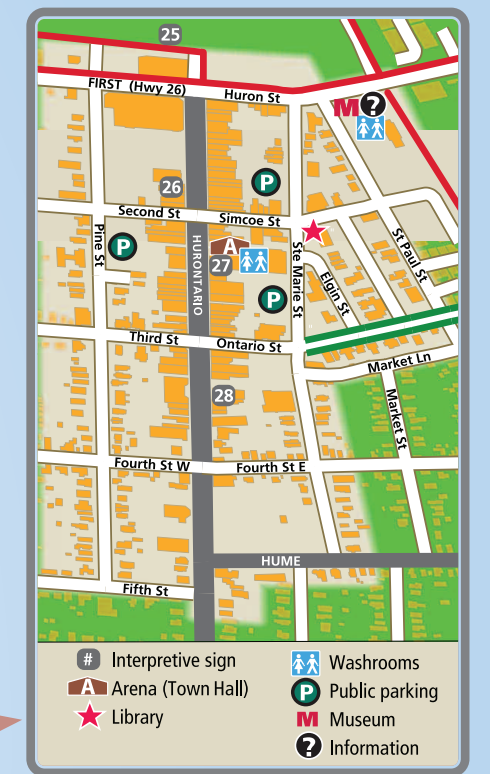 25
FIRST (Hwy 26)
Huron St
M ?
P
26
Second St
Simcoe St
Pine St
P
HURONTARIO
A
27
Ste Marie St
Elgin St
St Paul St
P
Third St
Ontario St
Market Ln
28
Market St
Fourth St W
Fourth St E
HUME
Fifth St
# Interpretive sign
A Arena (Town Hall)
Library
Washrooms
P Public parking
M Museum
? Information